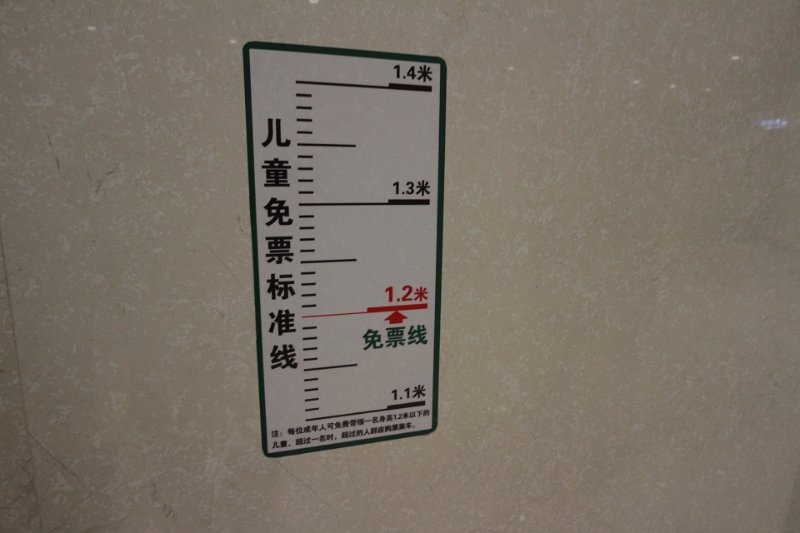 儿童免票标准线
1.4米
1.3米
1.2米
免票线
1.1米
注：每位成年人可免费带领一名身高1.2米以下的
儿童，超过一名时，超过的人群应购票乘车。